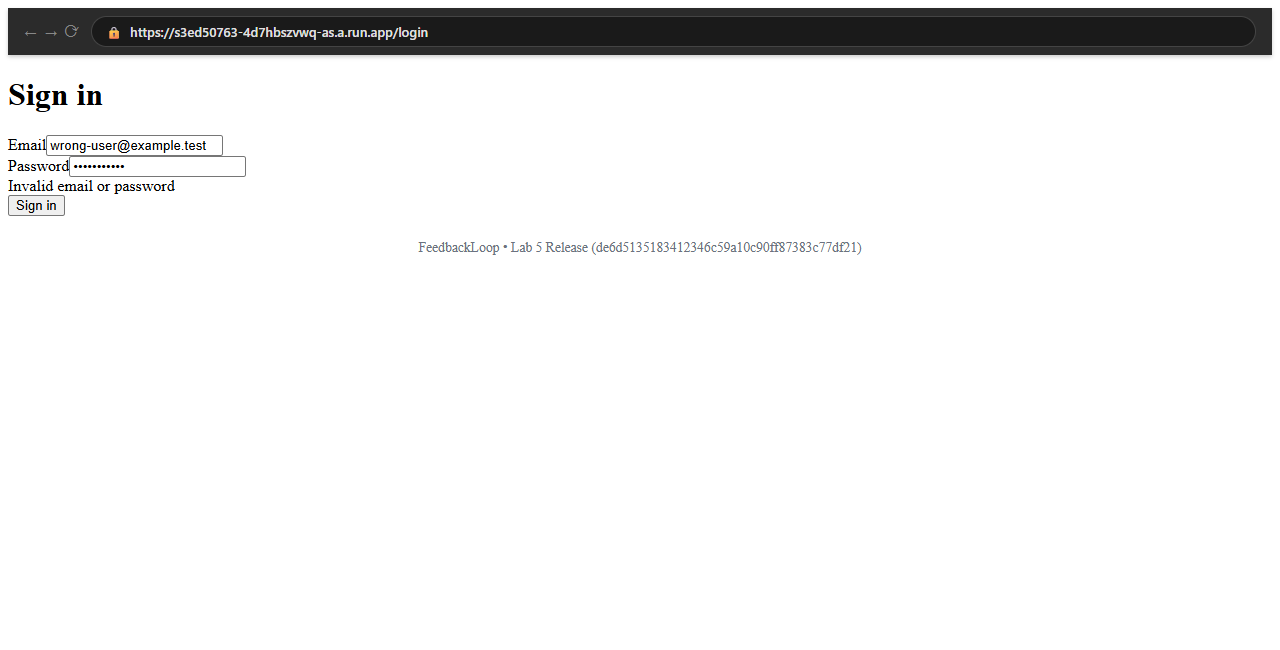 ← → ⟳ 🔒 https://s3ed50763-4d7hbszvwq-as.a.run.app/login
Sign in
Email wrong-user@example.test
Password •••••••••••
Invalid email or password
Sign in
FeedbackLoop • Lab 5 Release (de6d5135183412346c59a10c90ff87383c77df21)